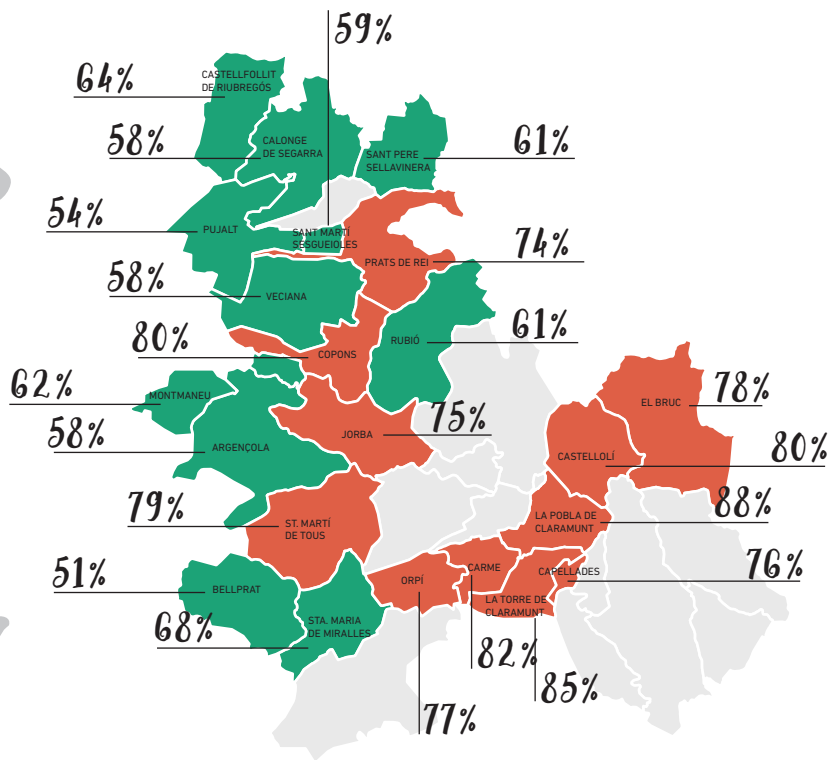 59%
CASTELLFOLLIT
DE RIUBREGÓS
64%
58%
CALONGE
DE SEGARRA
SANT PERE
SELLAVINERA
61%
54%
PUJALT
SANT MARTÍ
SESGUEIOLES
PRATS DE REI
74%
58%
VECIANA
80%
COPONS
RUBIÓ
61%
62%
MONTMANEU
EL BRUC
78%
58%
ARGENÇOLA
JORBA
75%
CASTELLOLÍ
80%
79%
ST. MARTÍ
DE TOUS
LA POBLA DE
CLARAMUNT
88%
51%
BELLPRAT
ORPÍ
CARME
CAPELLADES
76%
LA TORRE DE
CLARAMUNT
68%
STA. MARIA
DE MIRALLES
82%
85%
77%